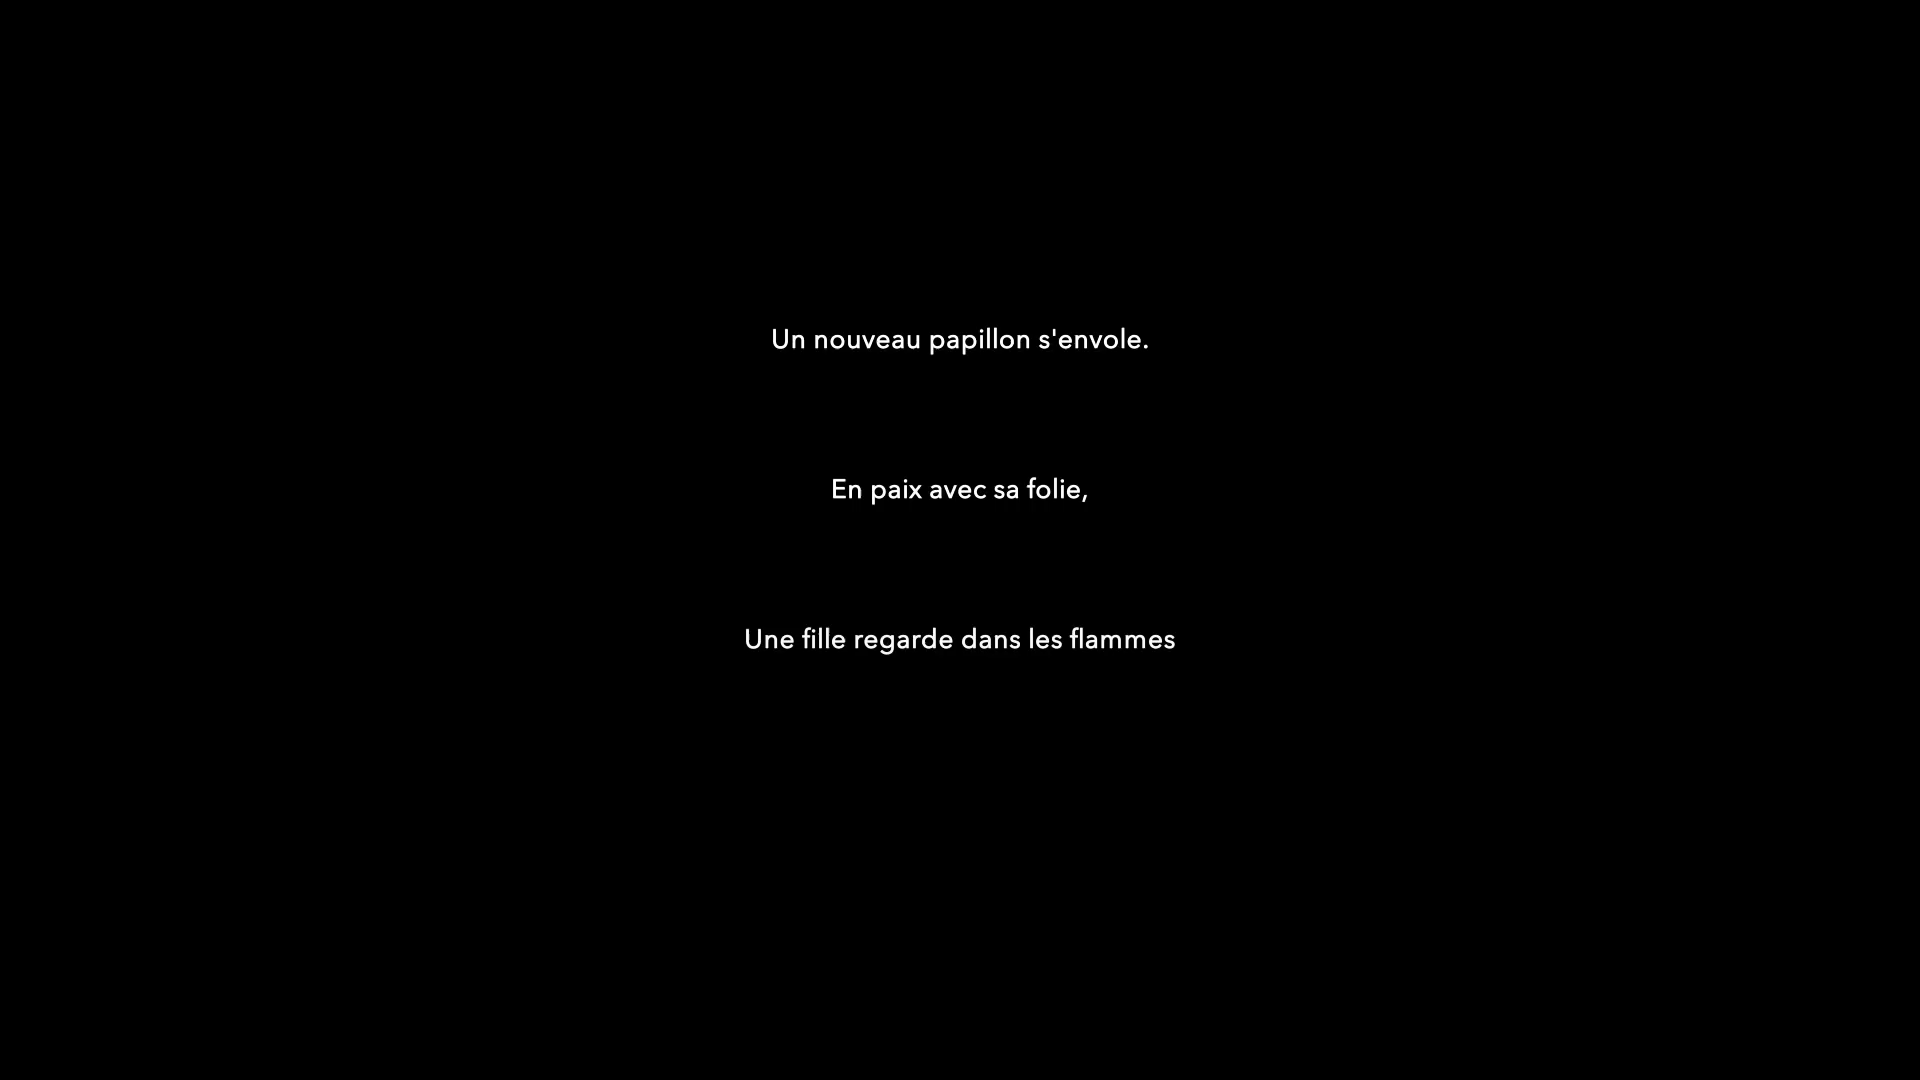 Un nouveau papillon s'envole.
En paix avec sa folie,
Une fille regarde dans les flammes